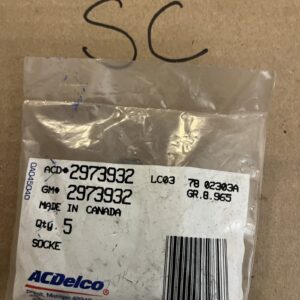 SC
ACD# 2973932 LC03 78 02303A
GM# 2973932 GR.8.965
MADE IN CANADA
Qty. 5
SOCKE
ACDelco